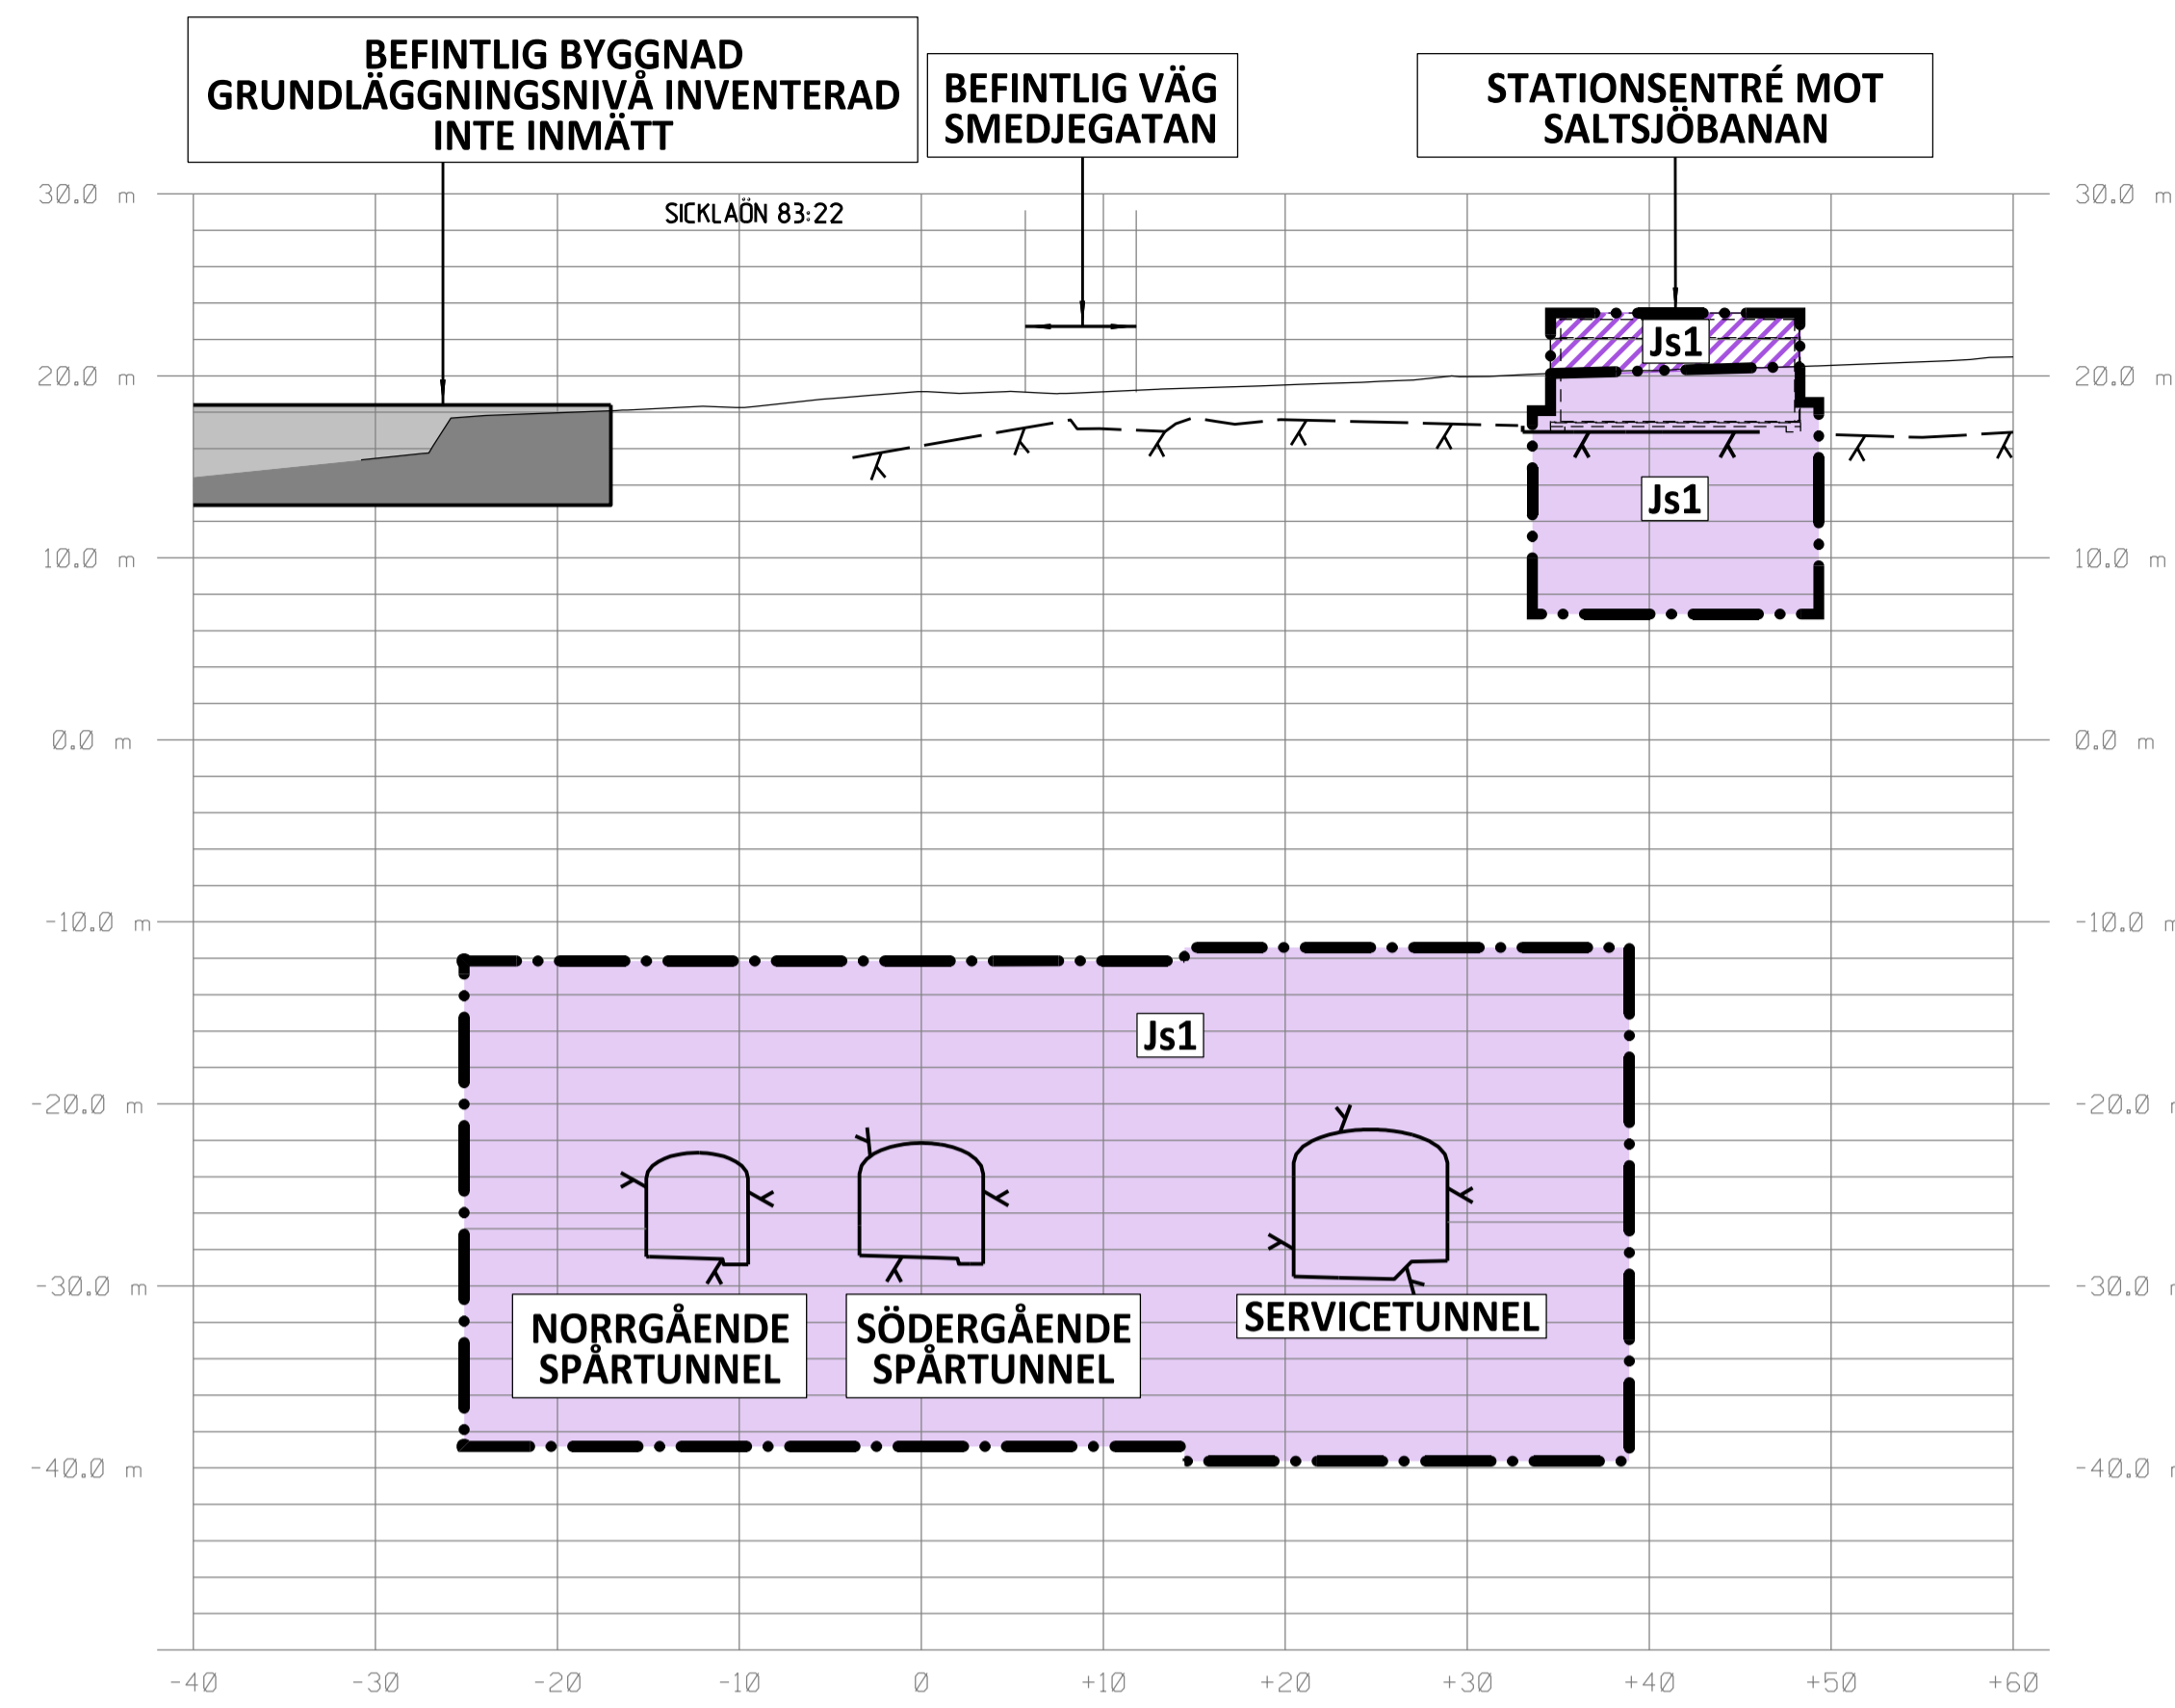 BEFINTLIG BYGGNAD
GRUNDLÄGGNINGSNIVÅ INVENTERAD
INTE INMÄTT
BEFINTLIG VÄG
SMEDJEGATAN
STATIONSENTRÉ MOT
SALTSJÖBANAN
30.0 m
30.0 m
SICKLAÖN 83:22
20.0 m
20.0 m
Js1
Js1
10.0 m
10.0 m
0.0 m
0.0 m
-10.0 m
-10.0 m
Js1
-20.0 m
-20.0
-30.0 m
-30.0
NORRGÅENDE
SPÅRTUNNEL
SÖDERGÅENDE
SPÅRTUNNEL
SERVICETUNNEL
-40.0 m
-40.0
-40
-30
-20
-10
0
+10
+20
+30
+40
+50
+60